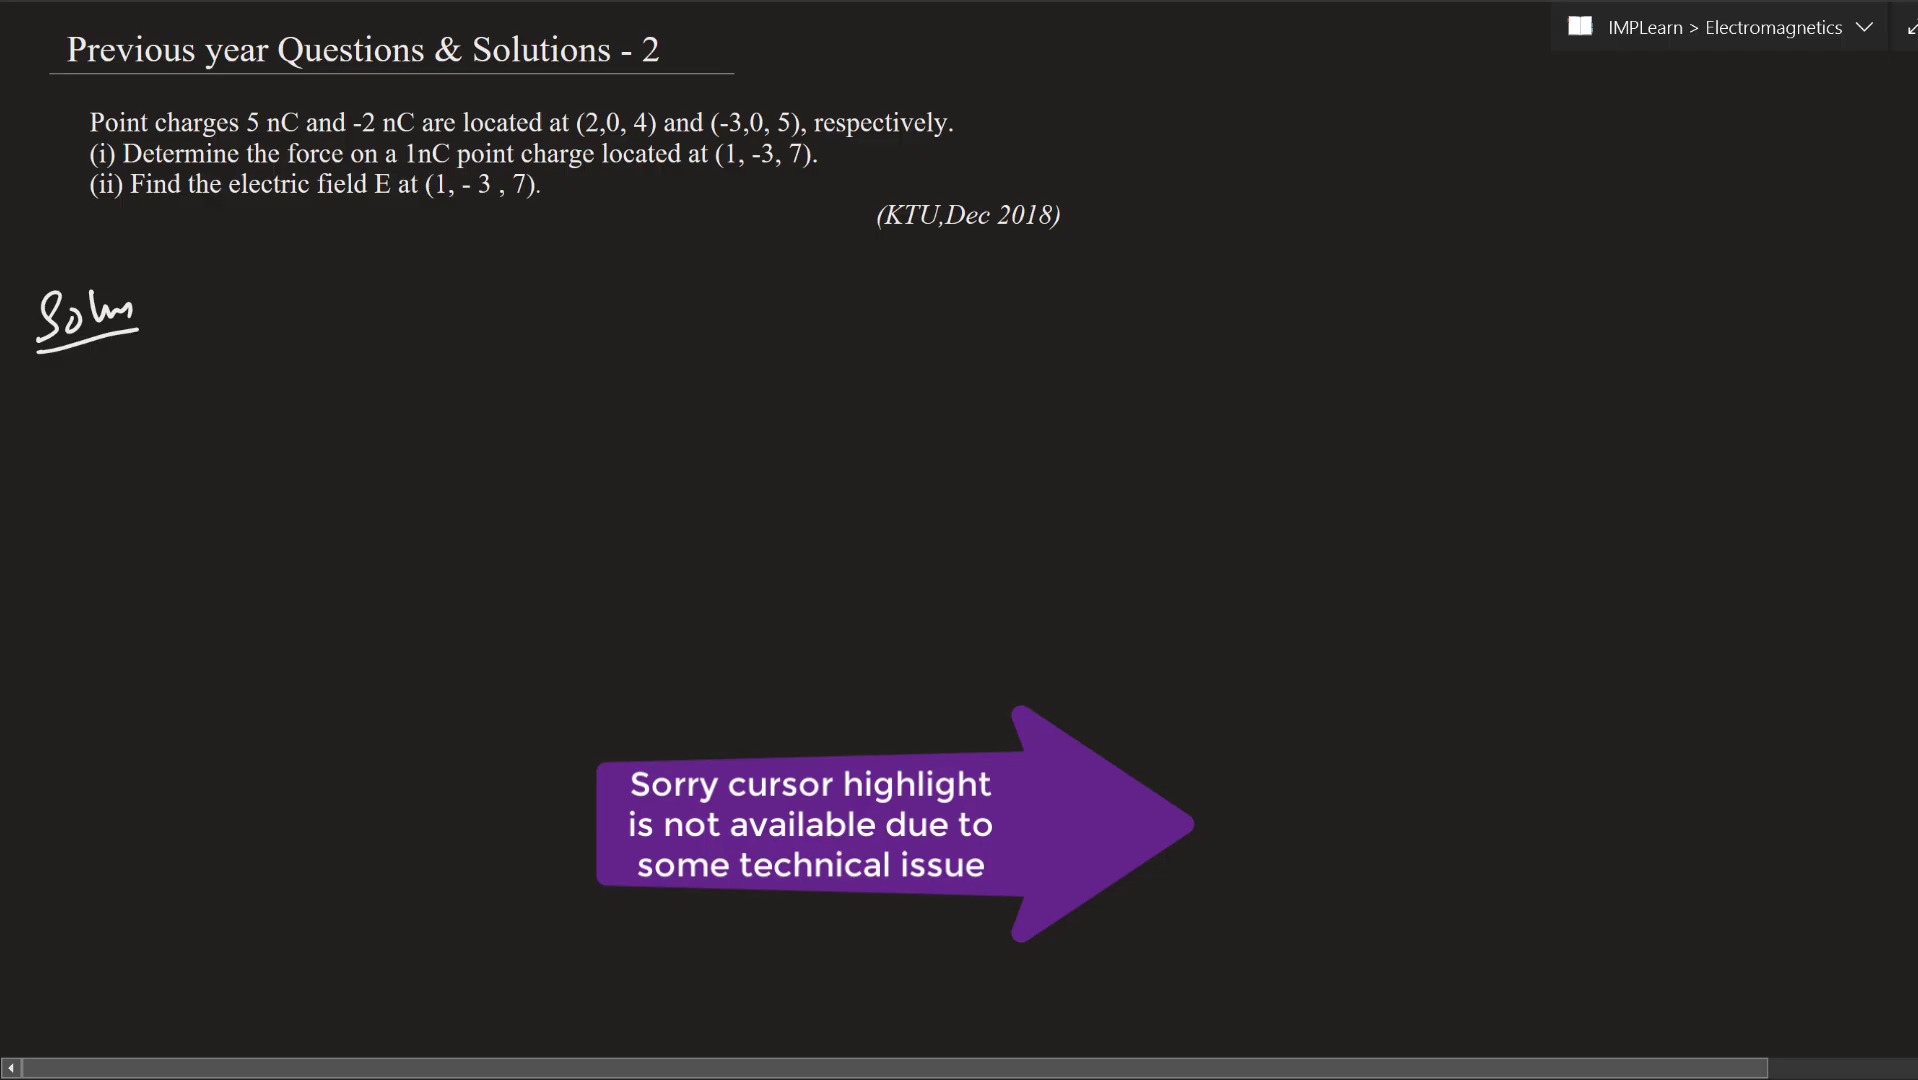 Previous year Questions & Solutions - 2
IMPLearn > Electromagnetics
Point charges 5 nC and -2 nC are located at (2,0, 4) and (-3,0, 5), respectively.
(i) Determine the force on a 1nC point charge located at (1, -3, 7).
(ii) Find the electric field E at (1, - 3 , 7).
(KTU,Dec 2018)
Soln
Sorry cursor highlight
is not available due to
some technical issue